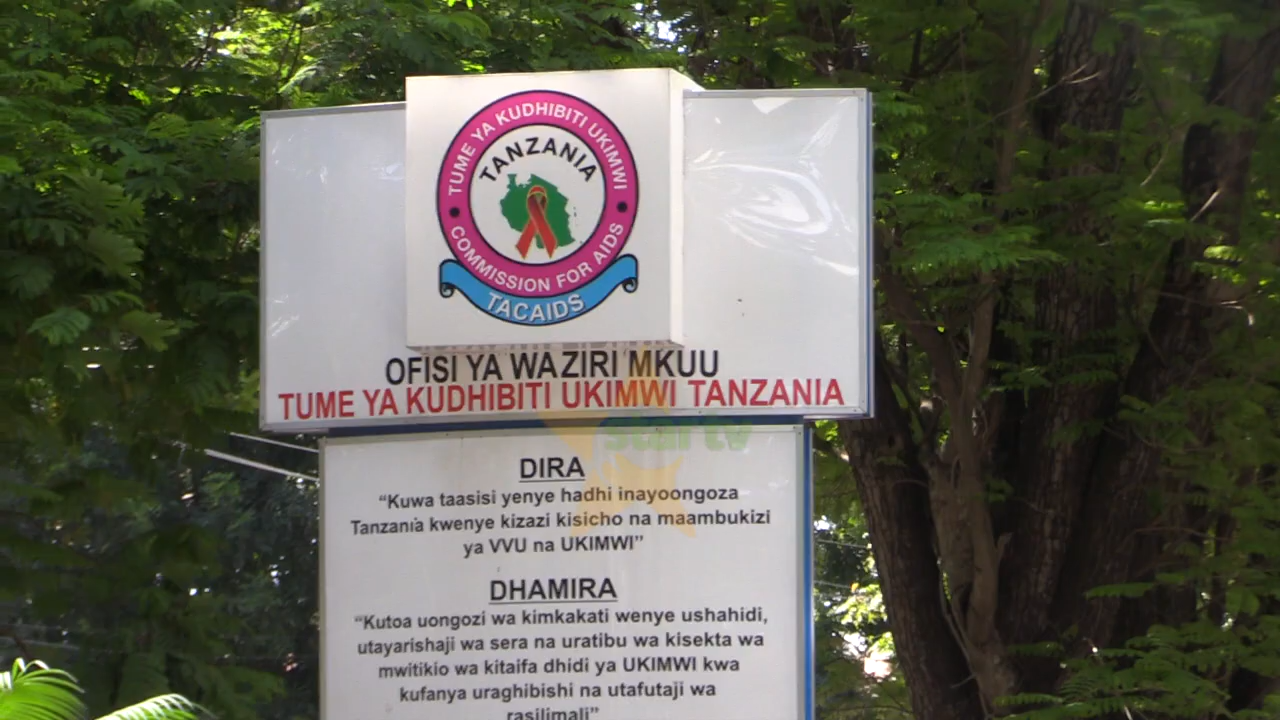 TUME YA KUDHIBITI UKIMWI
TANZANIA
COMMISSION FOR AIDS
TACAIDS
OFISI YA WAZIRI MKUU
TUME YA KUDHIBITI UKIMWI TANZANIA
startv
DIRA
“Kuwa taasisi yenye hadhi inayoongoza
Tanzania kwenye kizazi kisicho na maambukizi
ya VVU na UKIMWI”
DHAMIRA
“Kutoa uongozi wa kimkakati wenye ushahidi,
utayarishaji wa sera na uratibu wa kisekta wa
mwitikio wa kitaifa dhidi ya UKIMWI kwa
kufanya uraghibishi na utafutaji wa
rasilimali”